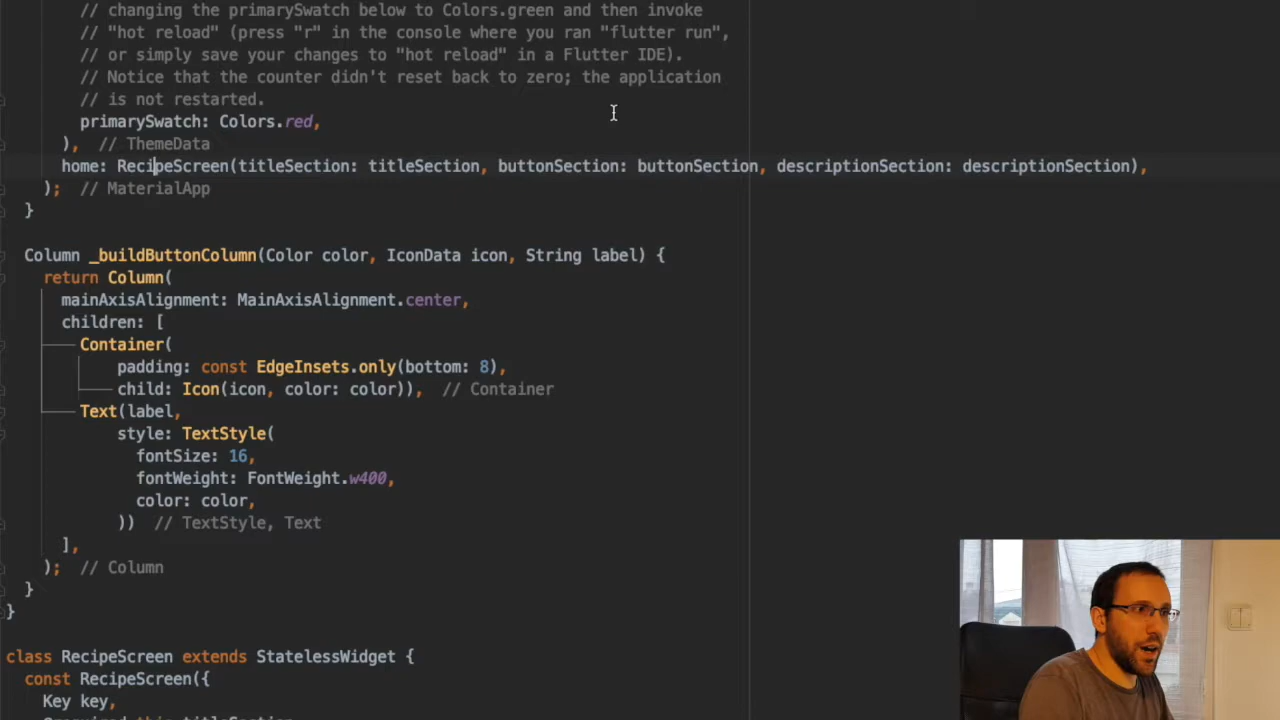 // changing the primarySwatch below to Colors.green and then invoke
// "hot reload" (press "r" in the console where you ran "flutter run",
// or simply save your changes to "hot reload" in a Flutter IDE).
// Notice that the counter didn't reset back to zero; the application
// is not restarted.
primarySwatch: Colors.red,
), // ThemeData
home: RecipeScreen(titleSection: titleSection, buttonSection: buttonSection, descriptionSection: descriptionSection),
); // MaterialApp
}
Column _buildButtonColumn(Color color, IconData icon, String label) {
return Column(
mainAxisAlignment: MainAxisAlignment.center,
children: [
Container(
padding: const EdgeInsets.only(bottom: 8),
child: Icon(icon, color: color)), // Container
Text(label,
style: TextStyle(
fontSize: 16,
fontWeight: FontWeight.w400,
color: color,
)) // TextStyle, Text
],
); // Column
}
}
class RecipeScreen extends StatelessWidget {
const RecipeScreen({
Key key,
@required this.titleSection,